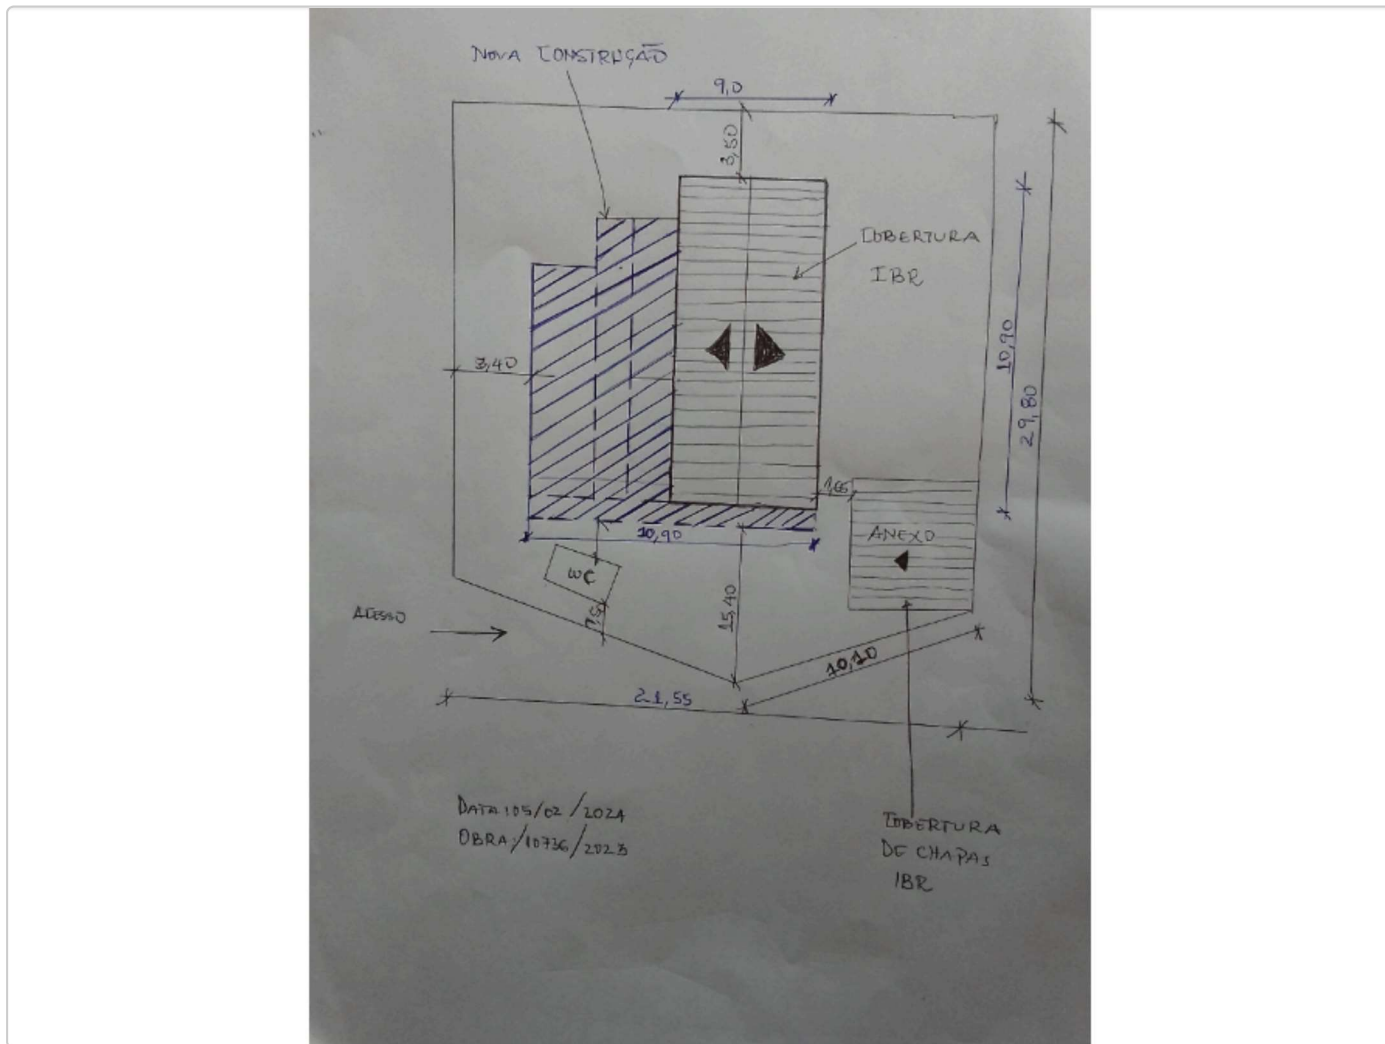 NOVA CONSTRUÇÃO
9,0
3,50
COBERTURA
IBR
3,40
10,90
29,80
1,65
ANEXO
10,90
WC
1,5
15,40
ACESSO
10,10
21,55
DATA:05/02/2024
OBRA:/10736/2023
COBERTURA
DE CHAPAS
IBR